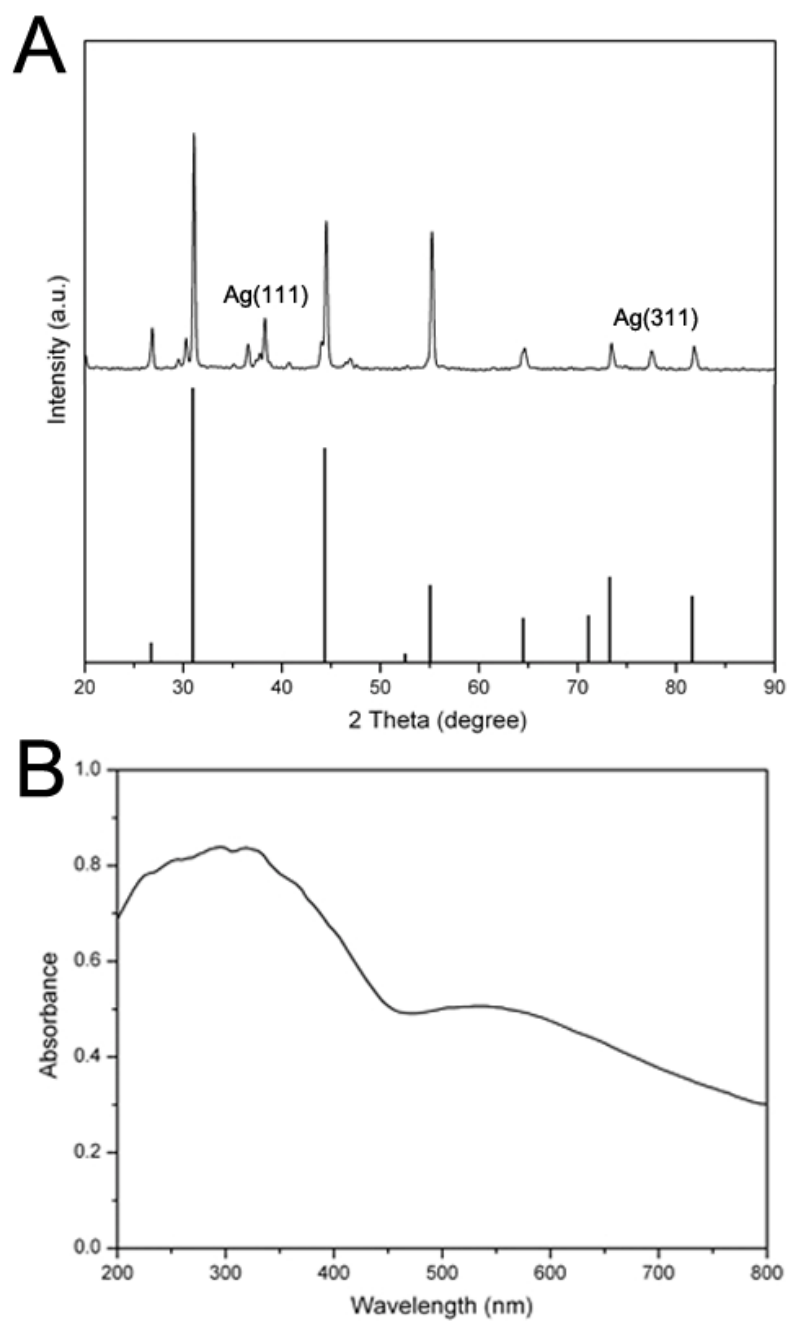 A
Ag(111)
Ag(311)
Intensity (a.u.)
20 30 40 50 60 70 80 90
2 Theta (degree)
B
1.0
0.8
0.6
0.4
0.2
0.0
Absorbance
200 300 400 500 600 700 800
Wavelength (nm)